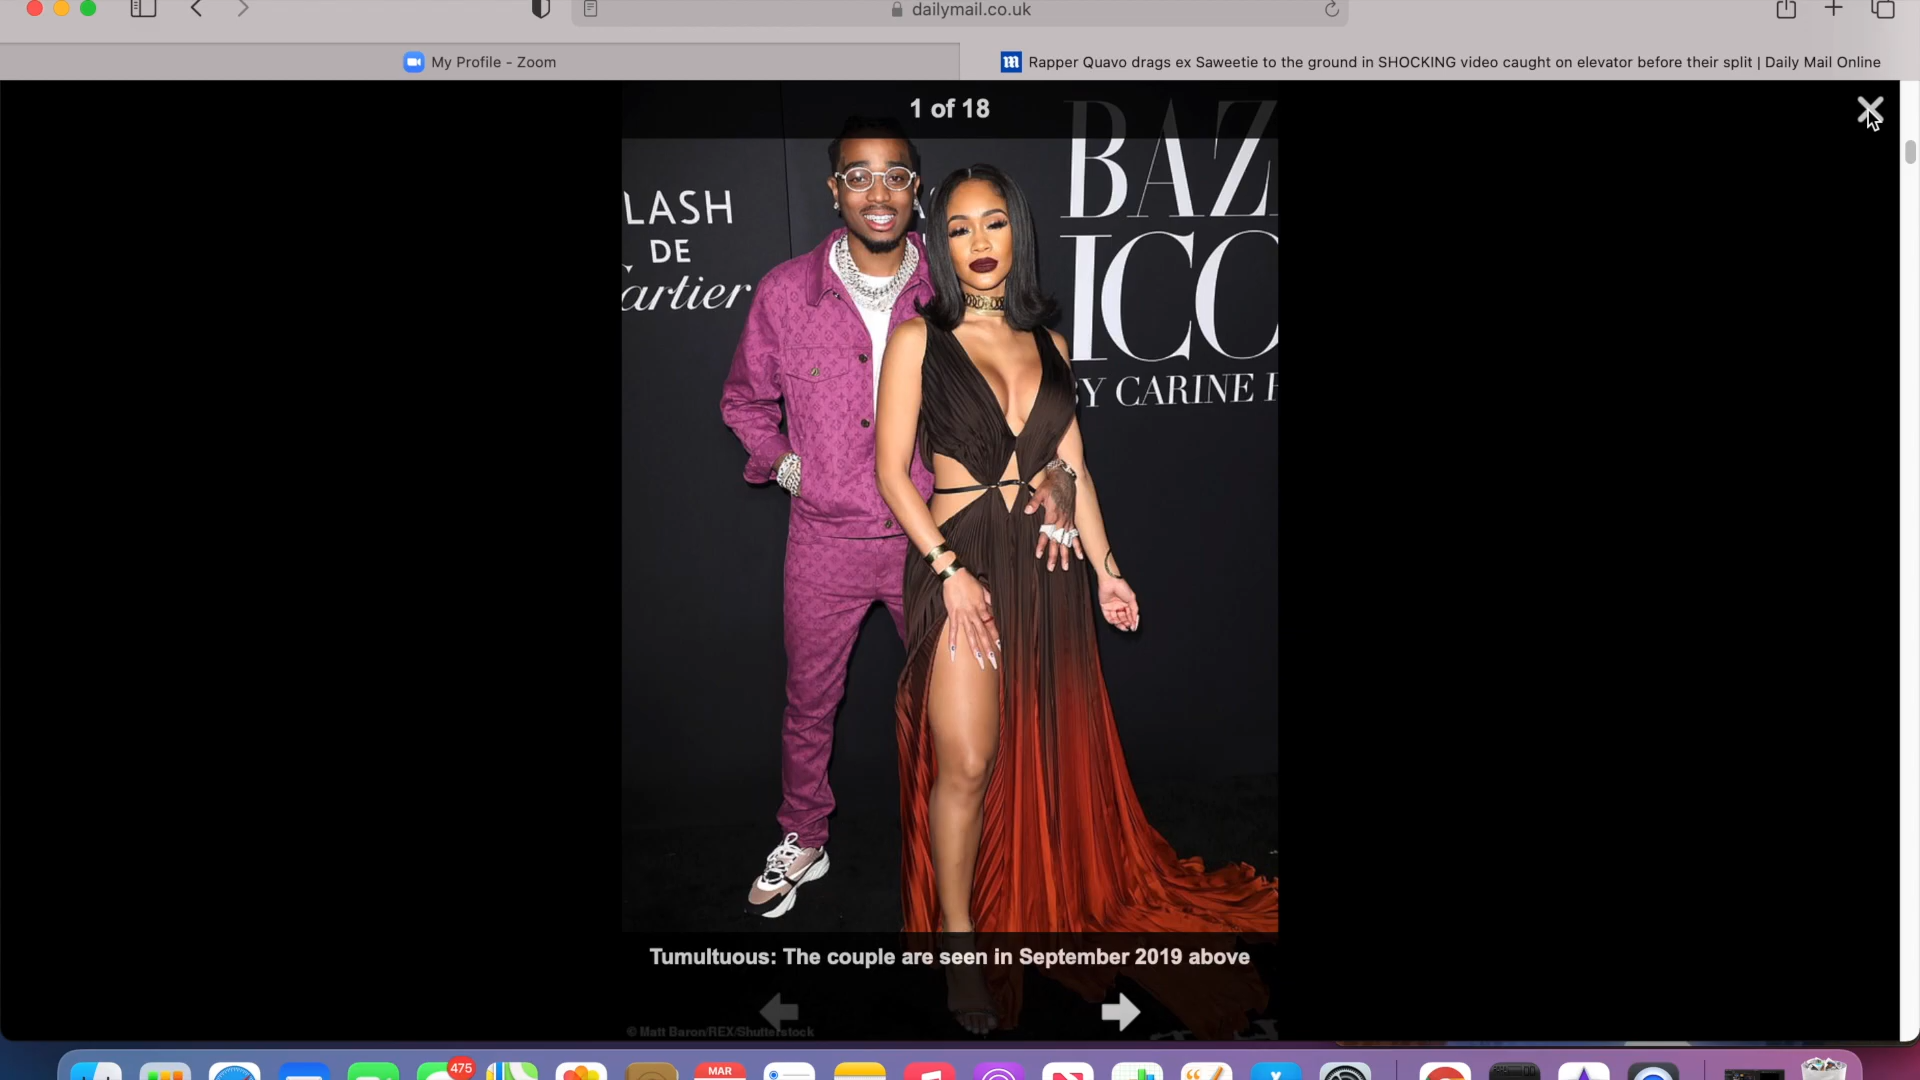 dailymail.co.uk
My Profile - Zoom
m Rapper Quavo drags ex Saweetie to the ground in SHOCKING video caught on elevator before their split | Daily Mail Online
1 of 18
BAZ
LASH
DE
artier
ICO
BY CARINE R
Tumultuous: The couple are seen in September 2019 above
© Matt Baron/REX/Shutterstock
475
MAR